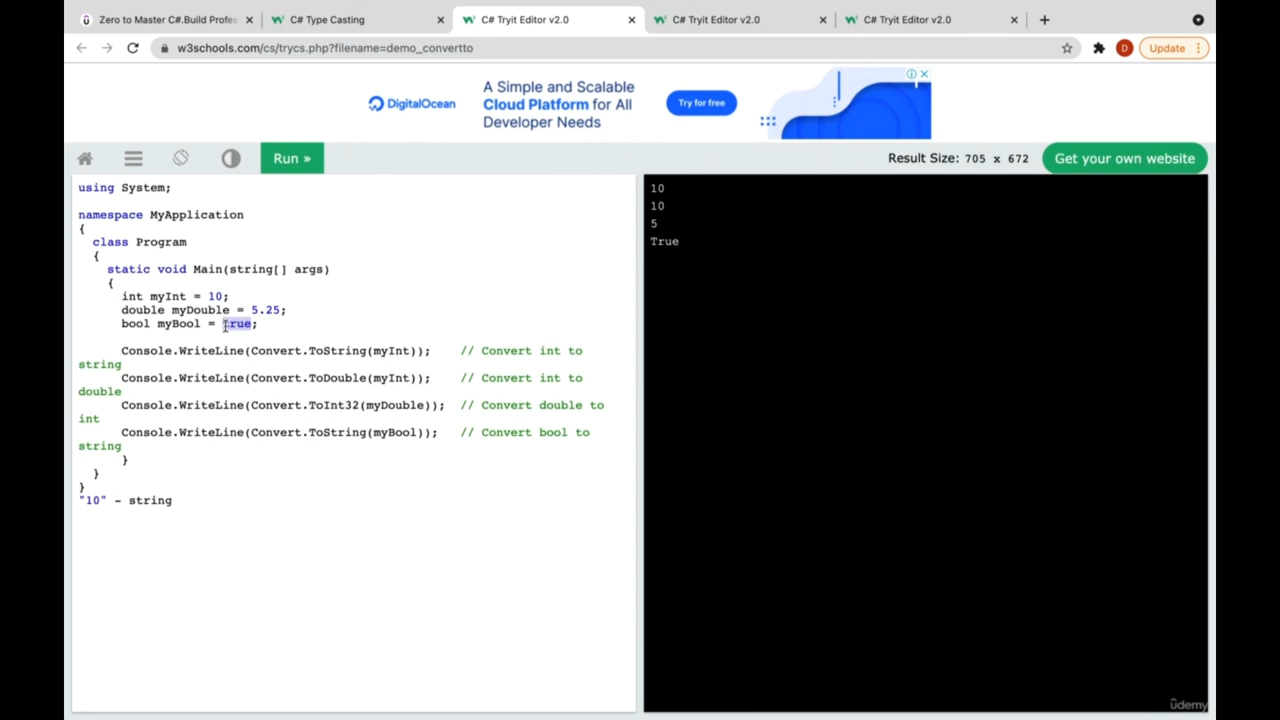 Zero to Master C#.Build Profes
C# Type Casting
C# Tryit Editor v2.0
C# Tryit Editor v2.0
C# Tryit Editor v2.0
w3schools.com/cs/trycs.php?filename=demo_convertto
D
Update
DigitalOcean
A Simple and Scalable
Cloud Platform for All
Developer Needs
Try for free
Run »
Result Size: 705 x 672
Get your own website
using System;
namespace MyApplication
{
class Program
{
static void Main(string[] args)
{
int myInt = 10;
double myDouble = 5.25;
bool myBool = true;
Console.WriteLine(Convert.ToString(myInt)); // Convert int to
string
Console.WriteLine(Convert.ToDouble(myInt)); // Convert int to
double
Console.WriteLine(Convert.ToInt32(myDouble)); // Convert double to
int
Console.WriteLine(Convert.ToString(myBool)); // Convert bool to
string
}
}
}
"10" - string
10
10
5
True
ûdemy